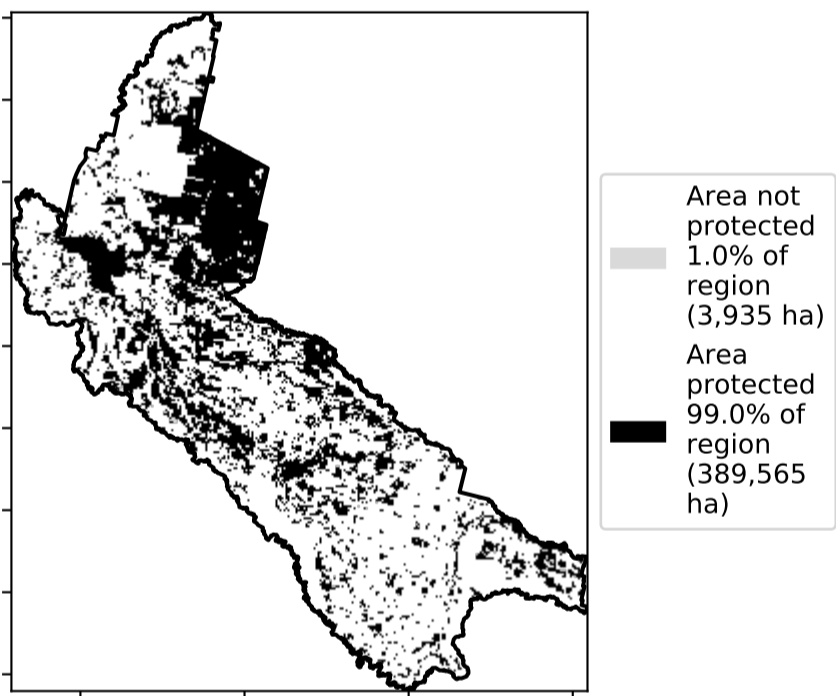 Area not
protected
1.0% of
region
(3,935 ha)
Area
protected
99.0% of
region
(389,565
ha)